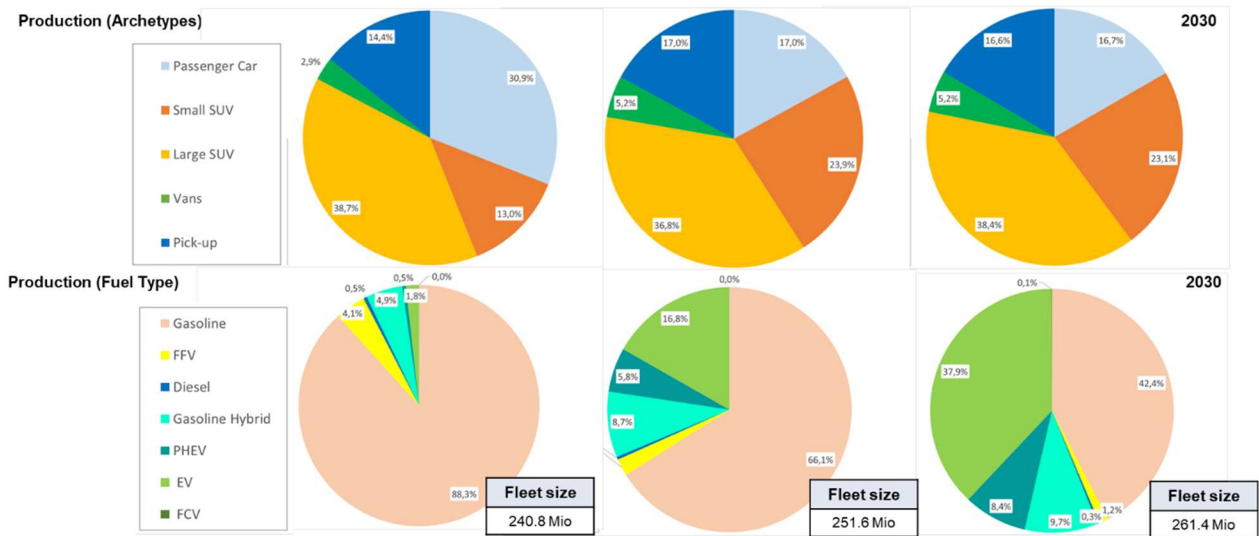 Production (Archetypes)
2030
Passenger Car
Small SUV
Large SUV
Vans
Pick-up
14,4%
2,9%
30,9%
38,7%
13,0%
17,0%
17,0%
5,2%
23,9%
36,8%
16,6%
16,7%
5,2%
23,1%
38,4%
Production (Fuel Type)
2030
Gasoline
FFV
Diesel
Gasoline Hybrid
PHEV
EV
FCV
0,5%
0,0%
0,5%
4,9%
1,8%
4,1%
88,3%
Fleet size
240.8 Mio
0,0%
16,8%
5,8%
8,7%
66,1%
Fleet size
251.6 Mio
0,1%
37,9%
42,4%
8,4%
9,7%
0,3%
1,2%
Fleet size
261.4 Mio